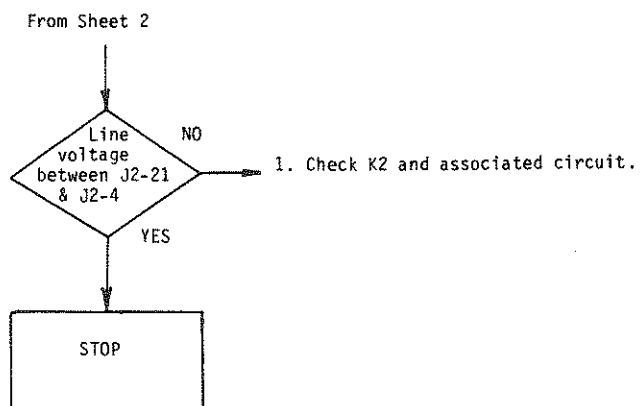 From Sheet 2
Line
voltage
between J2-21
& J2-4
NO
1. Check K2 and associated circuit.
YES
STOP